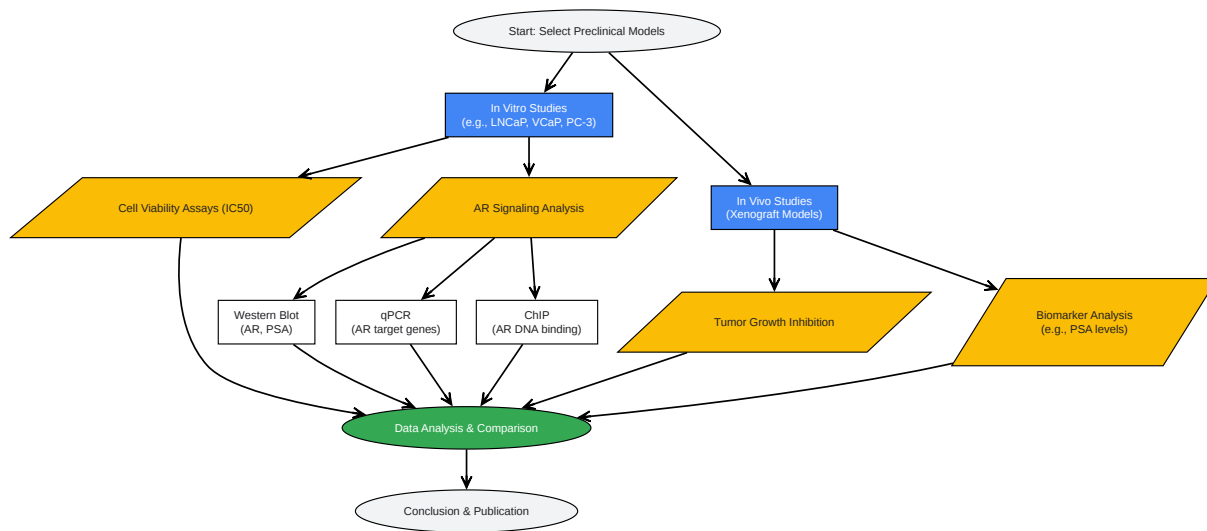 Start: Select Preclinical Models
In Vitro Studies
(e.g., LNCaP, VCaP, PC-3)
Cell Viability Assays (IC50)
AR Signaling Analysis
In Vivo Studies
(Xenograft Models)
Western Blot
(AR, PSA)
qPCR
(AR target genes)
ChIP
(AR DNA binding)
Tumor Growth Inhibition
Biomarker Analysis
(e.g., PSA levels)
Data Analysis & Comparison
Conclusion & Publication